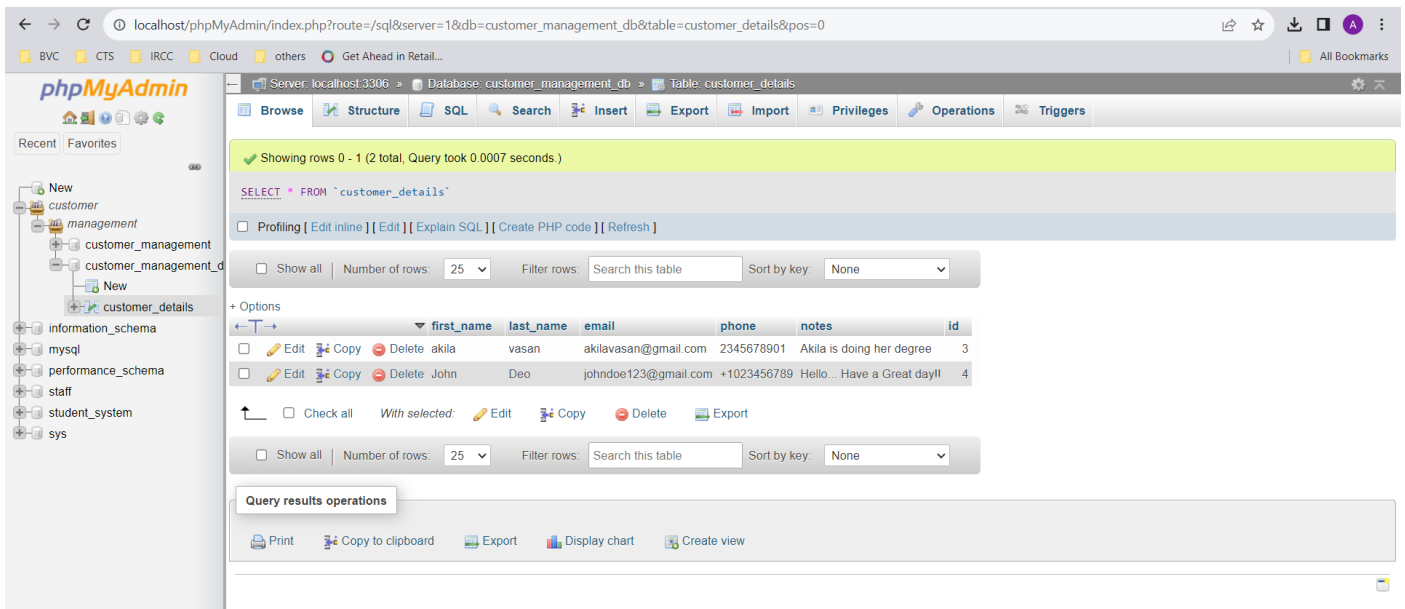 localhost/phpMyAdmin/index.php?route=/sql&server=1&db=customer_management_db&table=customer_details&pos=0 A
BVC CTS IRCC Cloud others Get Ahead in Retail... All Bookmarks
phpMyAdmin
Recent Favorites
New
customer
management
customer_management
customer_management_d
New
customer_details
information_schema
mysql
performance_schema
staff
student_system
sys
Server: localhost:3306 » Database: customer_management_db » Table: customer_details
Browse Structure SQL Search Insert Export Import Privileges Operations Triggers
Showing rows 0 - 1 (2 total, Query took 0.0007 seconds.)
SELECT * FROM `customer_details`
Profiling [ Edit inline ] [ Edit ] [ Explain SQL ] [ Create PHP code ] [ Refresh ]
Show all | Number of rows: 25 Filter rows: Search this table Sort by key: None
+ Options
←T→ first_name last_name email phone notes id
Edit Copy Delete akila vasan akilavasan@gmail.com 2345678901 Akila is doing her degree 3
Edit Copy Delete John Deo johndoe123@gmail.com +1023456789 Hello... Have a Great day!! 4
Check all With selected: Edit Copy Delete Export
Show all | Number of rows: 25 Filter rows: Search this table Sort by key: None
Query results operations
Print Copy to clipboard Export Display chart Create view